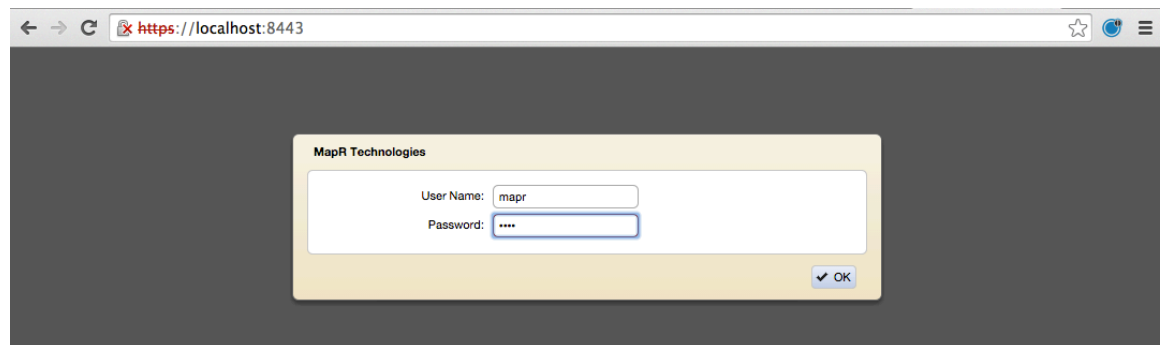 https://localhost:8443
MapR Technologies
User Name: mapr
Password: ••••
✔ OK